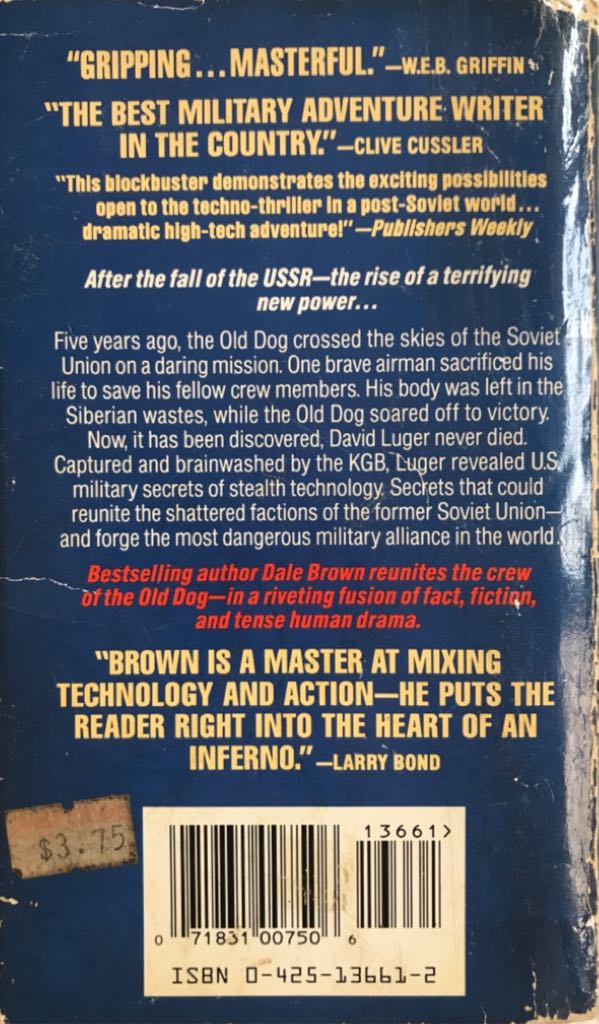 "GRIPPING... MASTERFUL."—W.E.B. GRIFFIN
"THE BEST MILITARY ADVENTURE WRITER
IN THE COUNTRY."—CLIVE CUSSLER
"This blockbuster demonstrates the exciting possibilities
open to the techno-thriller in a post-Soviet world...
dramatic high-tech adventure!"—Publishers Weekly
After the fall of the USSR—the rise of a terrifying
new power...
Five years ago, the Old Dog crossed the skies of the Soviet
Union on a daring mission. One brave airman sacrificed his
life to save his fellow crew members. His body was left in the
Siberian wastes, while the Old Dog soared off to victory.
Now, it has been discovered, David Luger never died.
Captured and brainwashed by the KGB, Luger revealed U.S.
military secrets of stealth technology. Secrets that could
reunite the shattered factions of the former Soviet Union—
and forge the most dangerous military alliance in the world.
Bestselling author Dale Brown reunites the crew
of the Old Dog—in a riveting fusion of fact, fiction,
and tense human drama.
"BROWN IS A MASTER AT MIXING
TECHNOLOGY AND ACTION—HE PUTS THE
READER RIGHT INTO THE HEART OF AN
INFERNO."—LARRY BOND
$3.75
13661>
0 71831 00750 6
ISBN 0-425-13661-2